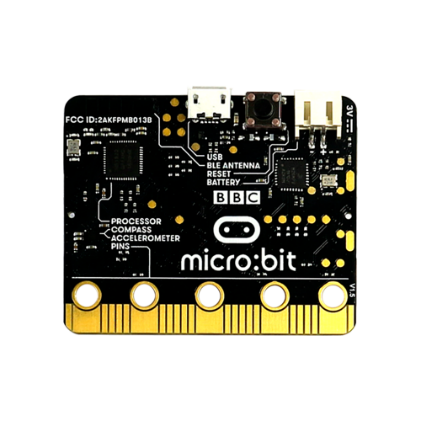 FCC ID:2AKFPMB013B
3V
USB
BLE ANTENNA
RESET
BATTERY
BBC
PROCESSOR
COMPASS
ACCELEROMETER
PINS
micro:bit
V1.5